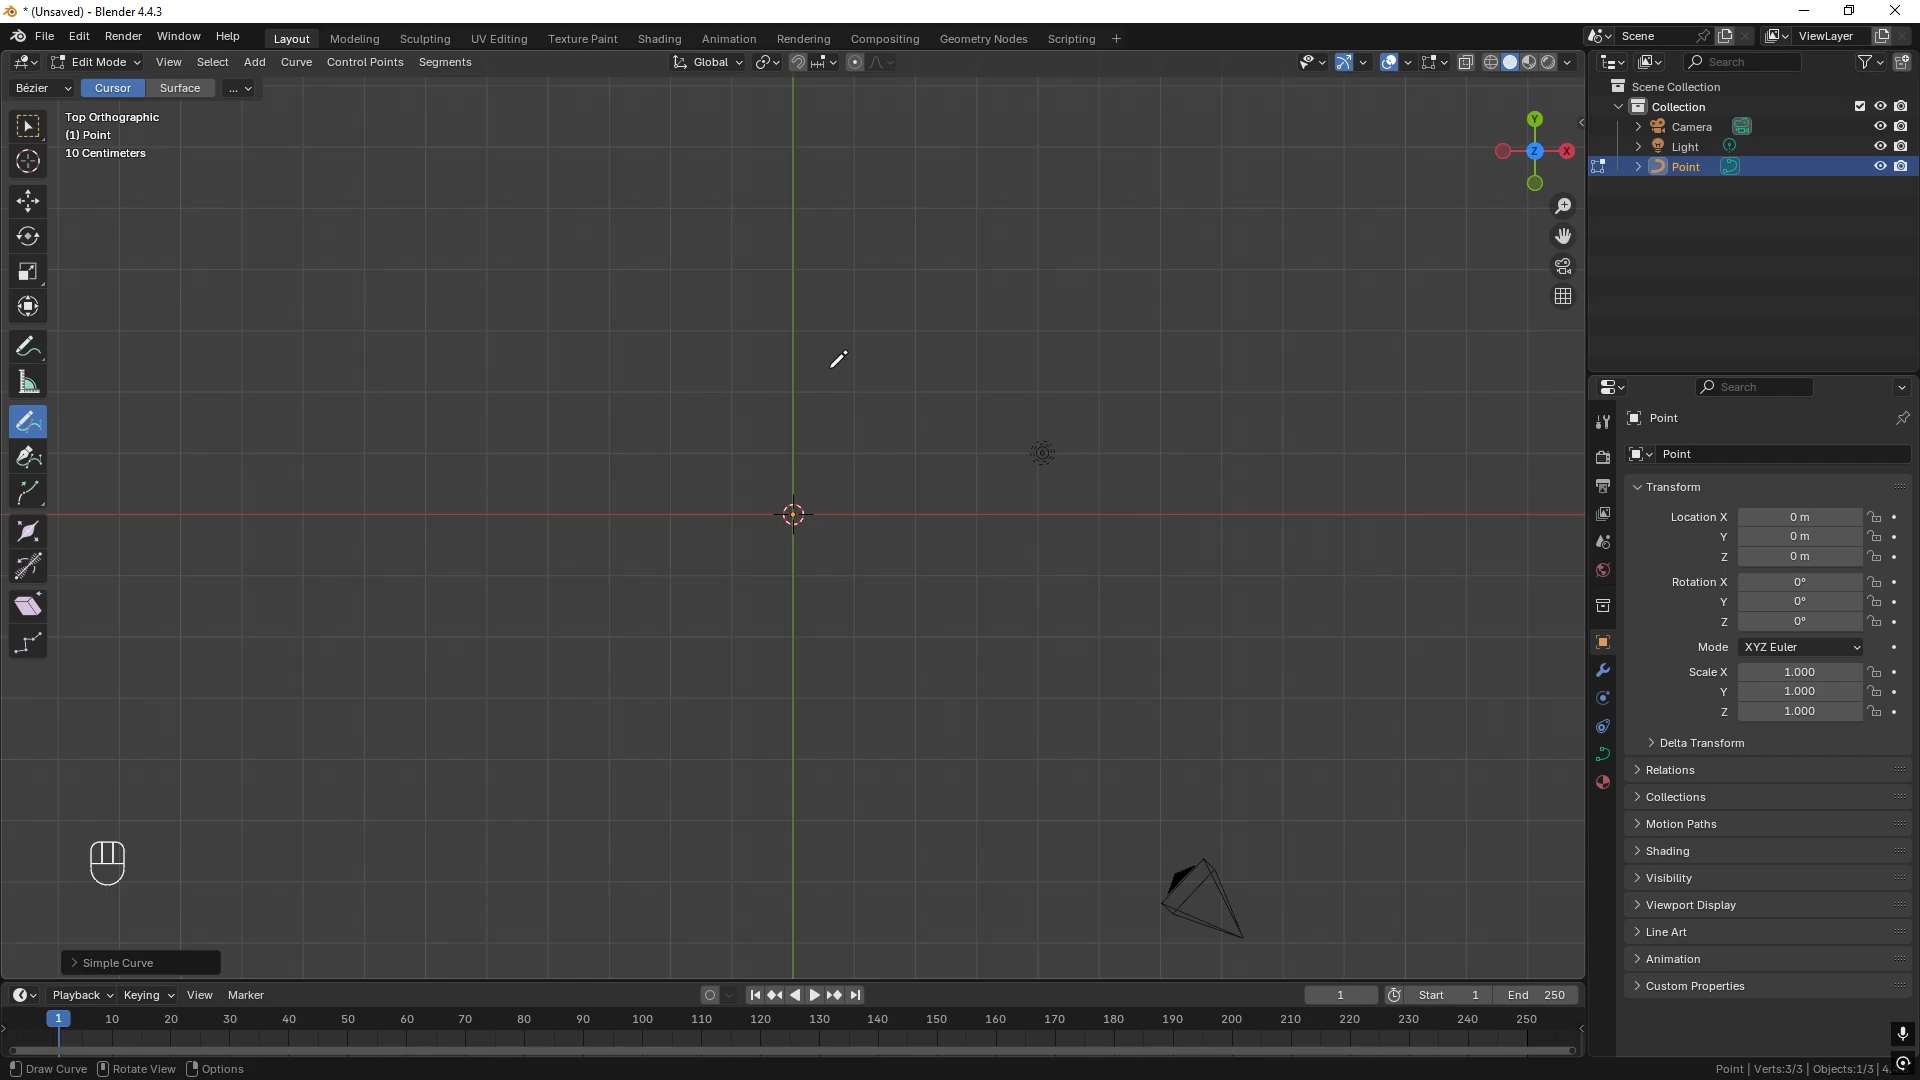 * (Unsaved) - Blender 4.4.3
File Edit Render Window Help Layout Modeling Sculpting UV Editing Texture Paint Shading Animation Rendering Compositing Geometry Nodes Scripting + Scene ViewLayer
Edit Mode View Select Add Curve Control Points Segments Global
Search
Bézier Cursor Surface ...
Scene Collection
Collection
Camera
Light
Point
Top Orthographic
(1) Point
10 Centimeters
Y
Z X
Search
Point
Point
Transform
Location X 0 m
Y 0 m
Z 0 m
Rotation X 0°
Y 0°
Z 0°
Mode XYZ Euler
Scale X 1.000
Y 1.000
Z 1.000
Delta Transform
Relations
Collections
Motion Paths
Shading
Visibility
Viewport Display
Line Art
Animation
Custom Properties
Simple Curve
Playback Keying View Marker 1 Start 1 End 250
1 10 20 30 40 50 60 70 80 90 100 110 120 130 140 150 160 170 180 190 200 210 220 230 240 250
Draw Curve Rotate View Options Point | Verts:3/3 | Objects:1/3 | 4.